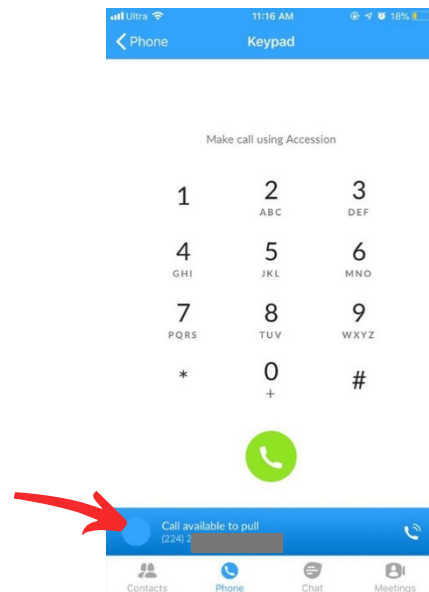 Ultra 11:16 AM 18%
Phone Keypad
Make call using Accession
1 2 3
ABC DEF
4 5 6
GHI JKL MNO
7 8 9
PQRS TUV WXYZ
* 0 #
+
Call available to pull
(224) 2
Contacts Phone Chat Meetings